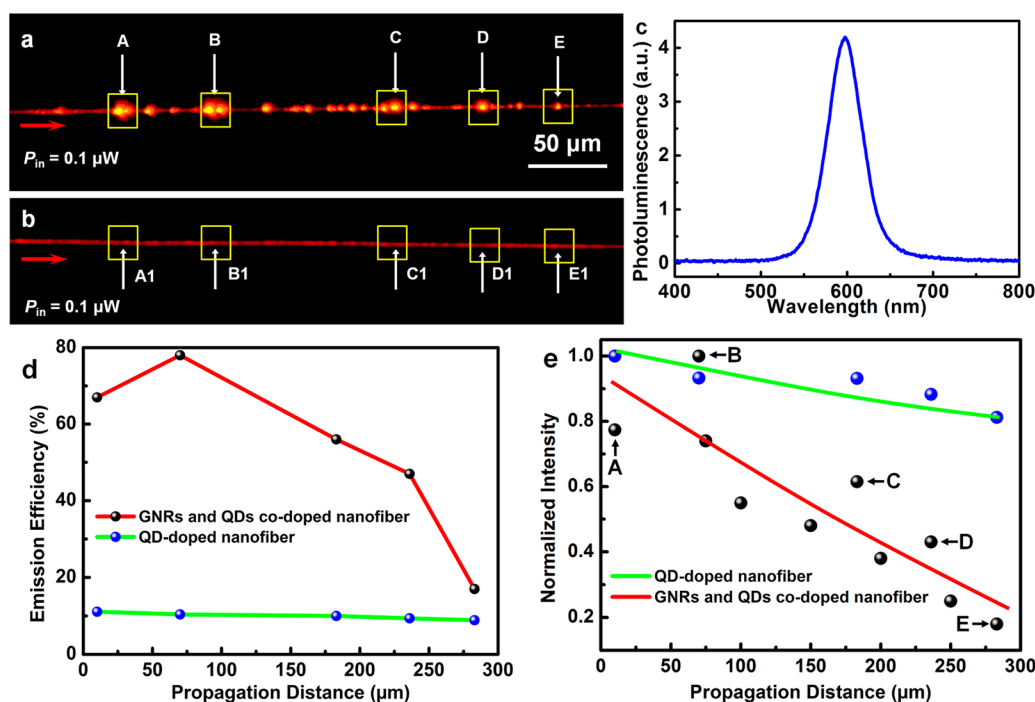 a
A B C D E
50 μm
Pin = 0.1 μW
b
A1 B1 C1 D1 E1
Pin = 0.1 μW
c
Photoluminescence (a.u.)
4
3
2
1
0
400 500 600 700 800
Wavelength (nm)
d
Emission Efficiency (%)
80
60
40
20
0
GNRs and QDs co-doped nanofiber
QD-doped nanofiber
0 50 100 150 200 250 300
Propagation Distance (μm)
e
Normalized Intensity
1.0
0.8
0.6
0.4
0.2
B
A
C
D
E
QD-doped nanofiber
GNRs and QDs co-doped nanofiber
0 50 100 150 200 250 300
Propagation Distance (μm)